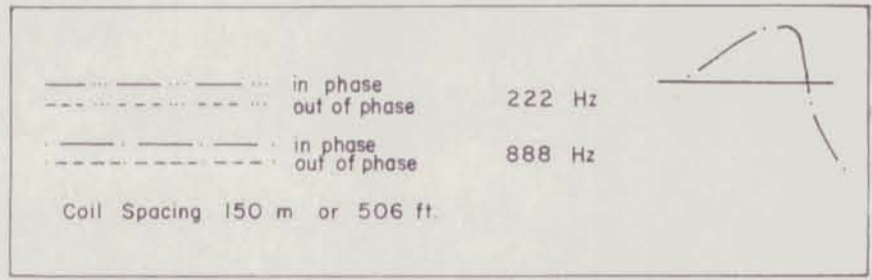 in phase
out of phase 222 Hz
in phase
out of phase 888 Hz
Coil Spacing 150 m or 506 ft.